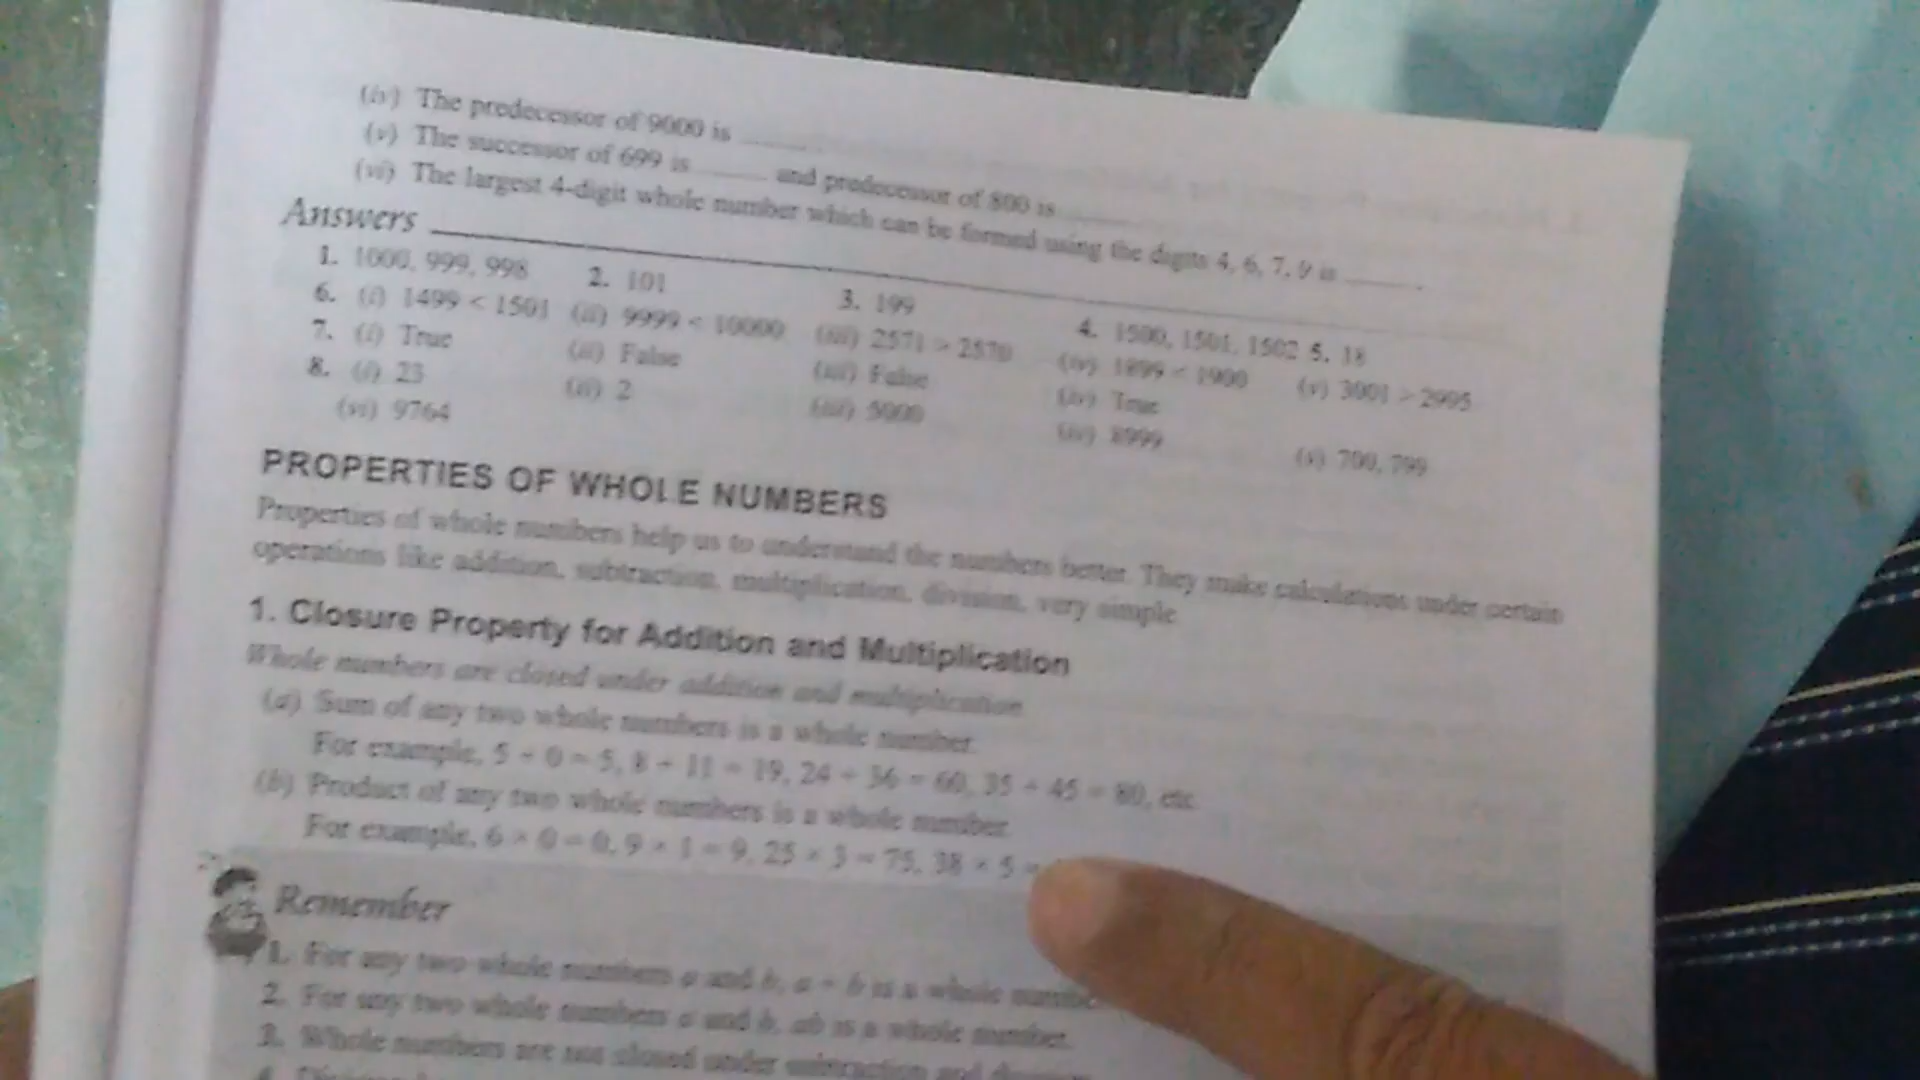 (iv) The predecessor of 9000 is ________
(v) The successor of 699 is ______ and predecessor of 800 is ______
(vi) The largest 4-digit whole number which can be formed using the digits 4, 6, 7, 9 is ______.
Answers
1. 1000, 999, 998 2. 101 3. 199 4. 1500, 1501, 1502 5. 18
6. (i) 1499 < 1501 (ii) 9999 < 10000 (iii) 2571 > 2570 (iv) 1899 < 1900 (v) 3001 > 2995
7. (i) True (ii) False (iii) False (iv) True
8. (i) 23 (ii) 2 (iii) 5000 (iv) 8999 (v) 700, 799
(vi) 9764
PROPERTIES OF WHOLE NUMBERS
Properties of whole numbers help us to understand the numbers better. They make calculations under certain
operations like addition, subtraction, multiplication, division, very simple.
1. Closure Property for Addition and Multiplication
Whole numbers are closed under addition and multiplication.
(a) Sum of any two whole numbers is a whole number.
For example, 5 + 0 = 5, 8 + 11 = 19, 24 + 36 = 60, 35 + 45 = 80, etc.
(b) Product of any two whole numbers is a whole number.
For example, 6 × 0 = 0, 9 × 1 = 9, 25 × 3 = 75, 38 × 5 =
Remember
1. For any two whole numbers a and b, a + b is a whole
2. For any two whole numbers a and b, ab is a whole number.
3. Whole numbers are not closed under subtraction and
4.